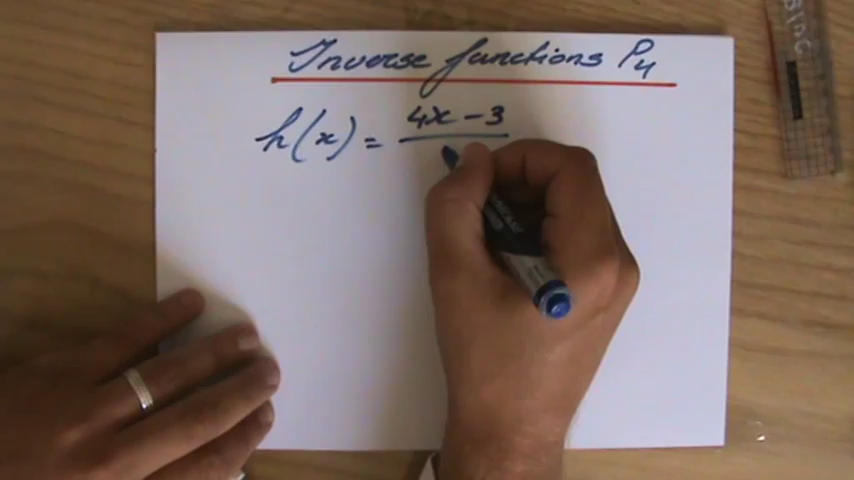 Inverse functions P4
h(x) = 4x - 3